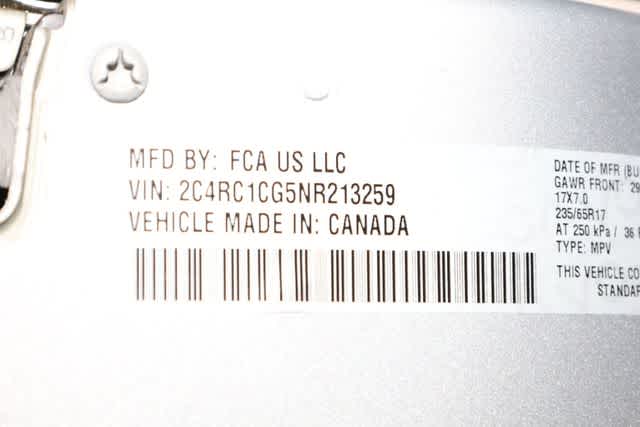 MFD BY: FCA US LLC
VIN: 2C4RC1CG5NR213259
VEHICLE MADE IN: CANADA
DATE OF MFR
GAWR FRONT:
17X7.0
235/65R17
AT 250 kPa / 36
TYPE: MPV
THIS VEHICLE